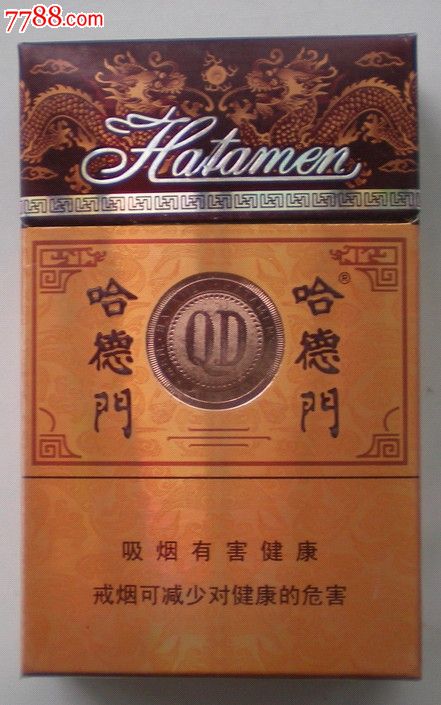 7788.com
Hatamen
哈德門
QD
哈德門®
吸烟有害健康
戒烟可减少对健康的危害